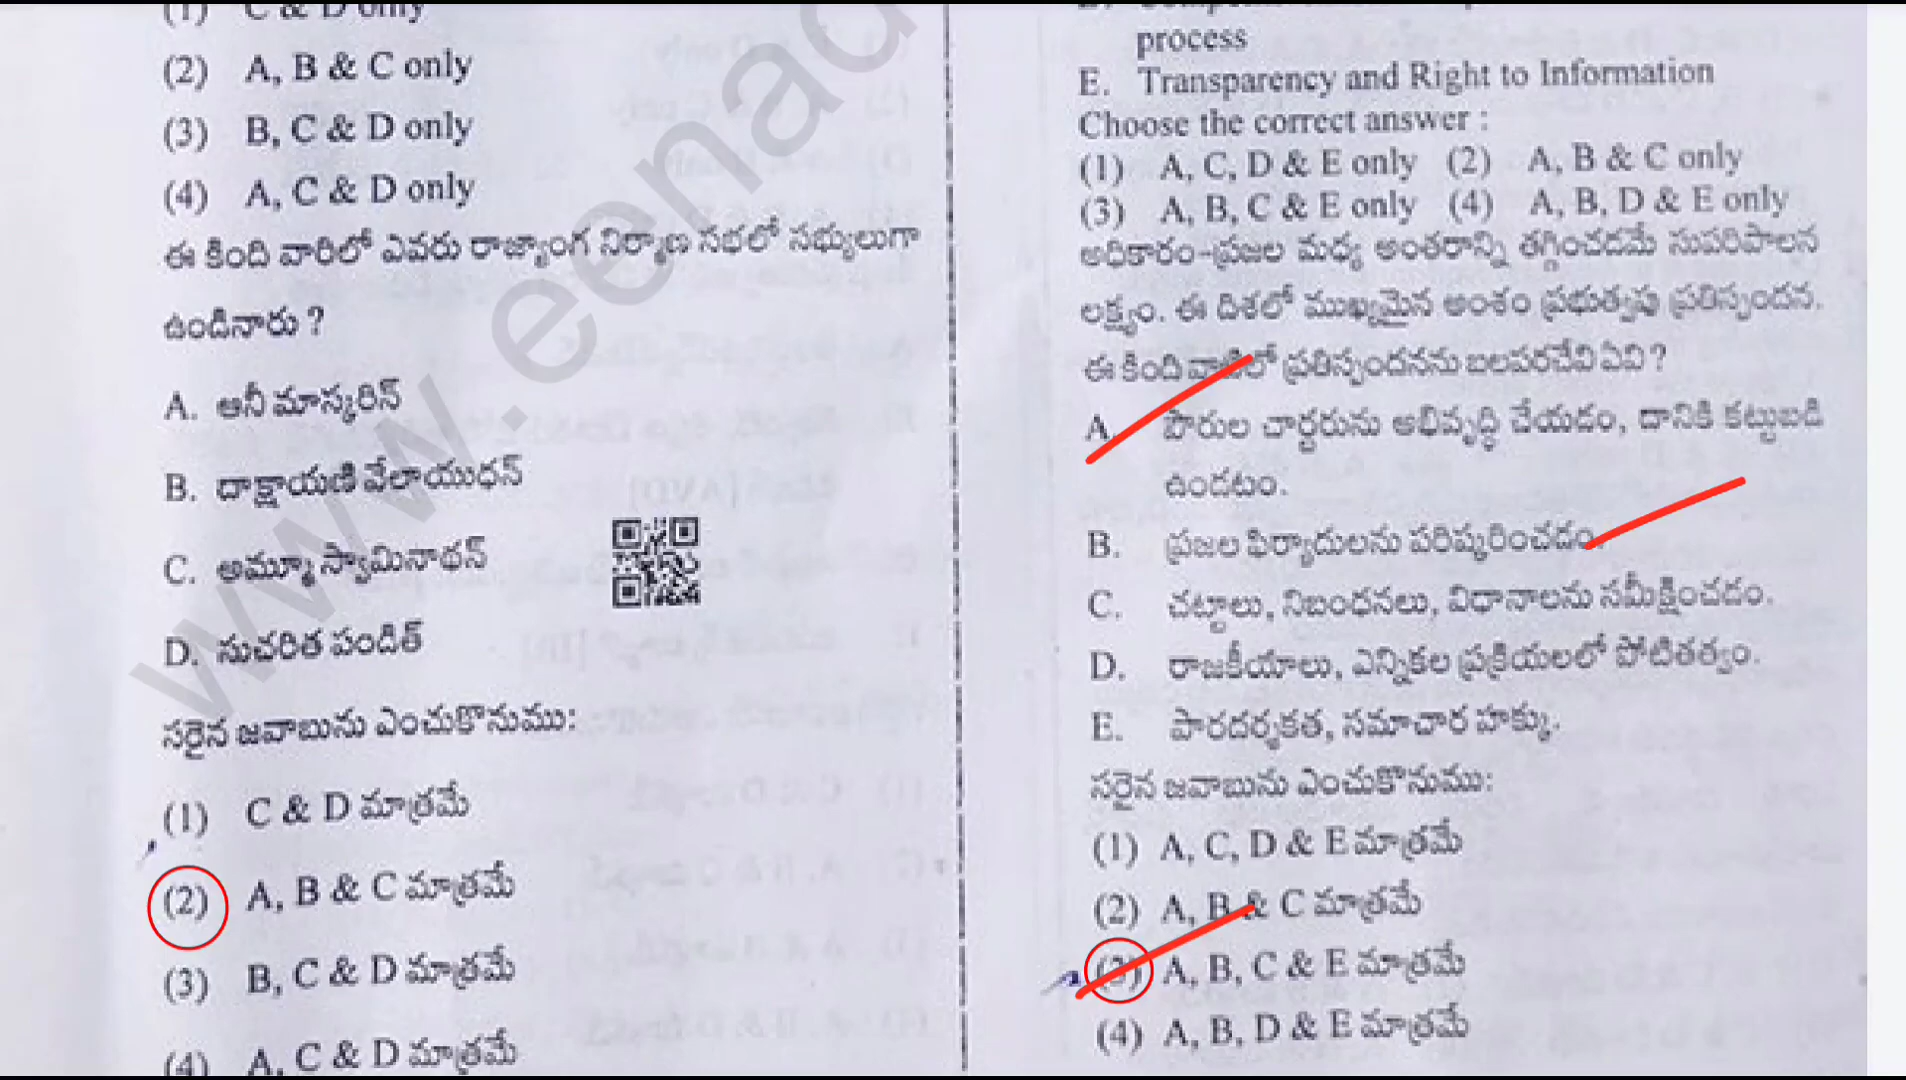 (1) C & D only
(2) A, B & C only
(3) B, C & D only
(4) A, C & D only
ఈ కింది వారిలో ఎవరు రాజ్యాంగ నిర్మాణ సభలో సభ్యులుగా
ఉండినారు ?
A. ఆనీ మాస్కరిన్
B. దాక్షాయణి వేలాయుధన్
C. అమ్మూ స్వామినాథన్
D. సుచరిత పండిత్
సరైన జవాబును ఎంచుకొనుము:
(1) C & D మాత్రమే
(2) A, B & C మాత్రమే
(3) B, C & D మాత్రమే
(4) A, C & D మాత్రమే
process
E. Transparency and Right to Information
Choose the correct answer :
(1) A, C, D & E only (2) A, B & C only
(3) A, B, C & E only (4) A, B, D & E only
అధికారం-ప్రజల మధ్య అంతరాన్ని తగ్గించడమే సుపరిపాలన
లక్ష్యం. ఈ దిశలో ముఖ్యమైన అంశం ప్రభుత్వపు ప్రతిస్పందన.
ఈ కింది వాటిలో ప్రతిస్పందనను బలపరచేవి ఏవి ?
A. పౌరుల చార్టరును అభివృద్ధి చేయడం, దానికి కట్టుబడి
ఉండటం.
B. ప్రజల ఫిర్యాదులను పరిష్కరించడం.
C. చట్టాలు, నిబంధనలు, విధానాలను సమీక్షించడం.
D. రాజకీయాలు, ఎన్నికల ప్రక్రియలలో పోటీతత్వం.
E. పారదర్శకత, సమాచార హక్కు.
సరైన జవాబును ఎంచుకొనుము:
(1) A, C, D & E మాత్రమే
(2) A, B & C మాత్రమే
(3) A, B, C & E మాత్రమే
(4) A, B, D & E మాత్రమే
www.eenad